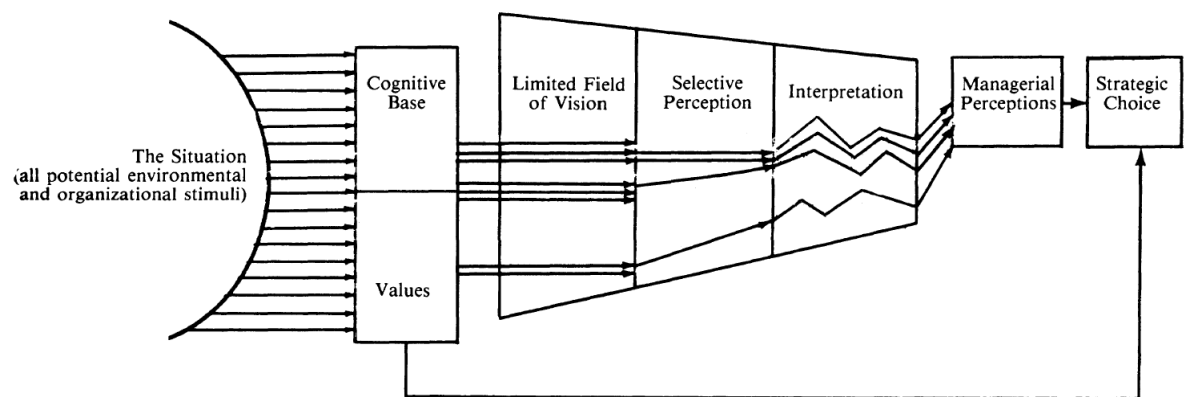 The Situation
(all potential environmental
and organizational stimuli)
Cognitive
Base
Values
Limited Field
of Vision
Selective
Perception
Interpretation
Managerial
Perceptions
Strategic
Choice